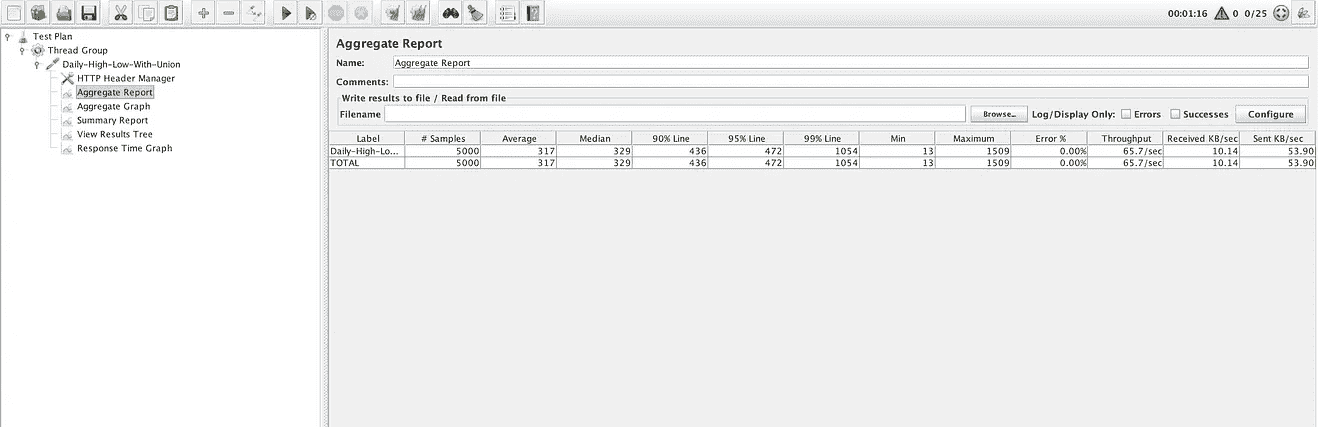 00:01:16 0 0/25
Test Plan
Thread Group
Daily-High-Low-With-Union
HTTP Header Manager
Aggregate Report
Aggregate Graph
Summary Report
View Results Tree
Response Time Graph
Aggregate Report
Name: Aggregate Report
Comments:
Write results to file / Read from file
Filename Browse... Log/Display Only: Errors Successes Configure
Label # Samples Average Median 90% Line 95% Line 99% Line Min Maximum Error % Throughput Received KB/sec Sent KB/sec
Daily-High-Lo... 5000 317 329 436 472 1054 13 1509 0.00% 65.7/sec 10.14 53.90
TOTAL 5000 317 329 436 472 1054 13 1509 0.00% 65.7/sec 10.14 53.90